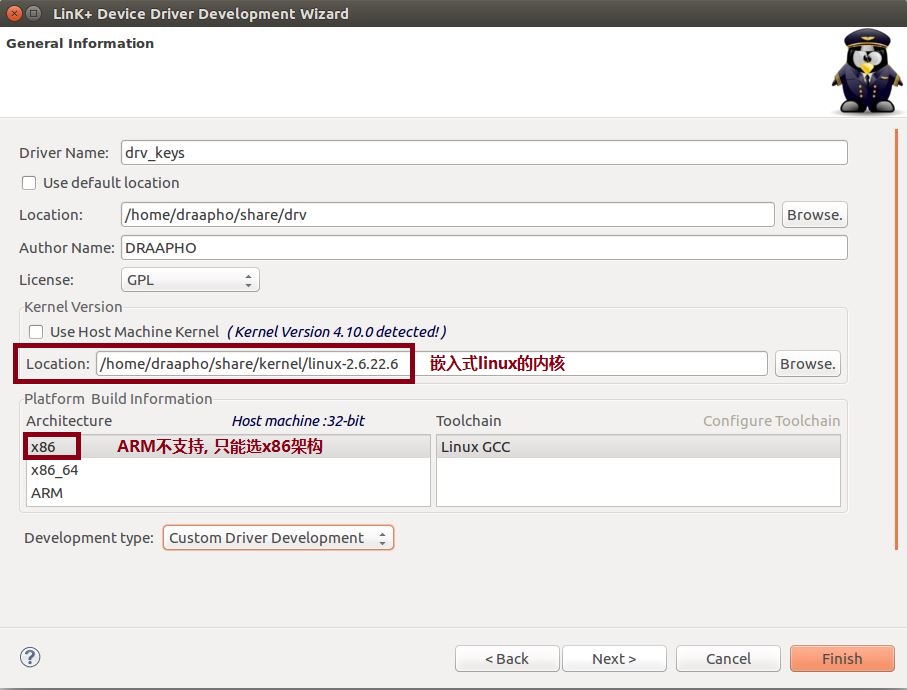 LinK+ Device Driver Development Wizard
General Information
Driver Name: drv_keys
Use default location
Location: /home/draapho/share/drv Browse.
Author Name: DRAAPHO
License: GPL
Kernel Version
Use Host Machine Kernel (Kernel Version 4.10.0 detected!)
Location: /home/draapho/share/kernel/linux-2.6.22.6 嵌入式linux的内核 Browse.
Platform Build Information
Architecture Host machine :32-bit Toolchain Configure Toolchain
x86 ARM不支持, 只能选x86架构 Linux GCC
x86_64
ARM
Development type: Custom Driver Development
? < Back Next > Cancel Finish